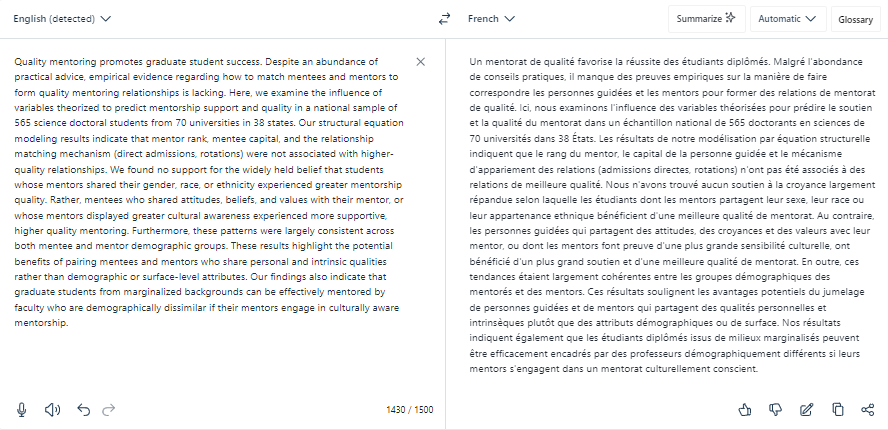 English (detected)
French
Summarize
Automatic
Glossary
Quality mentoring promotes graduate student success. Despite an abundance of
practical advice, empirical evidence regarding how to match mentees and mentors to
form quality mentoring relationships is lacking. Here, we examine the influence of
variables theorized to predict mentorship support and quality in a national sample of
565 science doctoral students from 70 universities in 38 states. Our structural equation
modeling results indicate that mentor rank, mentee capital, and the relationship
matching mechanism (direct admissions, rotations) were not associated with higher-
quality relationships. We found no support for the widely held belief that students
whose mentors shared their gender, race, or ethnicity experienced greater mentorship
quality. Rather, mentees who shared attitudes, beliefs, and values with their mentor, or
whose mentors displayed greater cultural awareness experienced more supportive,
higher quality mentoring. Furthermore, these patterns were largely consistent across
both mentee and mentor demographic groups. These results highlight the potential
benefits of pairing mentees and mentors who share personal and intrinsic qualities
rather than demographic or surface-level attributes. Our findings also indicate that
graduate students from marginalized backgrounds can be effectively mentored by
faculty who are demographically dissimilar if their mentors engage in culturally aware
mentorship.
1430 / 1500
Un mentorat de qualité favorise la réussite des étudiants diplômés. Malgré l'abondance
de conseils pratiques, il manque des preuves empiriques sur la manière de faire
correspondre les personnes guidées et les mentors pour former des relations de mentorat
de qualité. Ici, nous examinons l'influence des variables théorisées pour prédire le soutien
et la qualité du mentorat dans un échantillon national de 565 doctorants en sciences de
70 universités dans 38 États. Les résultats de notre modélisation par équation structurelle
indiquent que le rang du mentor, le capital de la personne guidée et le mécanisme
d'appariement des relations (admissions directes, rotations) n'ont pas été associés à des
relations de meilleure qualité. Nous n'avons trouvé aucun soutien à la croyance largement
répandue selon laquelle les étudiants dont les mentors partagent leur sexe, leur race ou
leur appartenance ethnique bénéficient d'une meilleure qualité de mentorat. Au contraire,
les personnes guidées qui partagent des attitudes, des croyances et des valeurs avec leur
mentor, ou dont les mentors font preuve d'une plus grande sensibilité culturelle, ont
bénéficié d'un plus grand soutien et d'une meilleure qualité de mentorat. En outre, ces
tendances étaient largement cohérentes entre les groupes démographiques des
mentorés et des mentors. Ces résultats soulignent les avantages potentiels du jumelage
de personnes guidées et de mentors qui partagent des qualités personnelles et
intrinsèques plutôt que des attributs démographiques ou de surface. Nos résultats
indiquent également que les étudiants diplômés issus de milieux marginalisés peuvent
être efficacement encadrés par des professeurs démographiquement différents si leurs
mentors s'engagent dans un mentorat culturellement conscient.